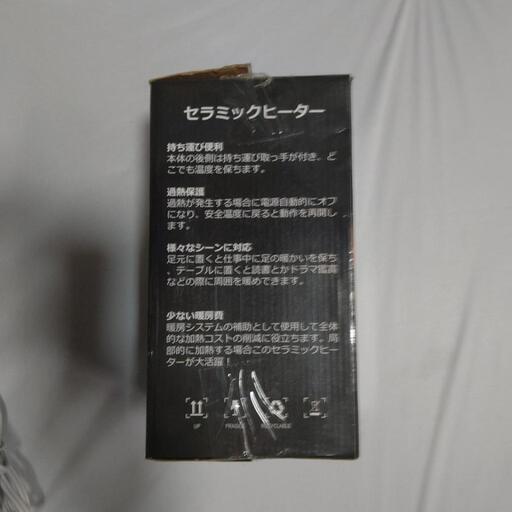 セラミックヒーター
持ち運び便利
本体の後側は持ち運び取っ手が付き、ど
こでも温度を保ちます。
過熱保護
過熱が発生する場合に電源自動的にオフ
になり、安全温度に戻ると動作を再開し
ます。
様々なシーンに対応
足元に置くと仕事中に足の暖かいを保ち
、テーブルに置くと読書とかドラマ鑑賞
などの際に周囲を暖めできます。
少ない暖房費
暖房システムの補助として使用して全体
的な加熱コストの削減に役立ちます。局
部的に加熱する場合このセラミックヒー
ターが大活躍！
UP FRAGILE RECYCLABLE